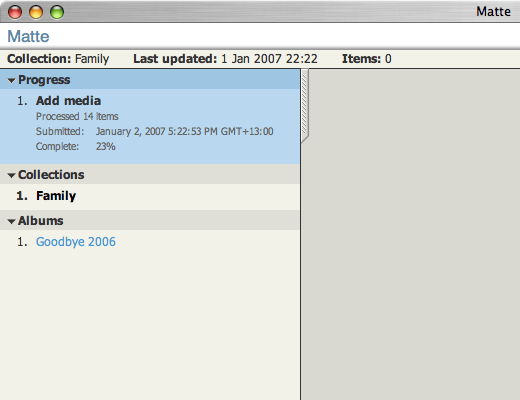 Matte
Matte
Collection: Family Last updated: 1 Jan 2007 22:22 Items: 0
Progress
1. Add media
Processed 14 items
Submitted: January 2, 2007 5:22:53 PM GMT+13:00
Complete: 23%
Collections
1. Family
Albums
1. Goodbye 2006